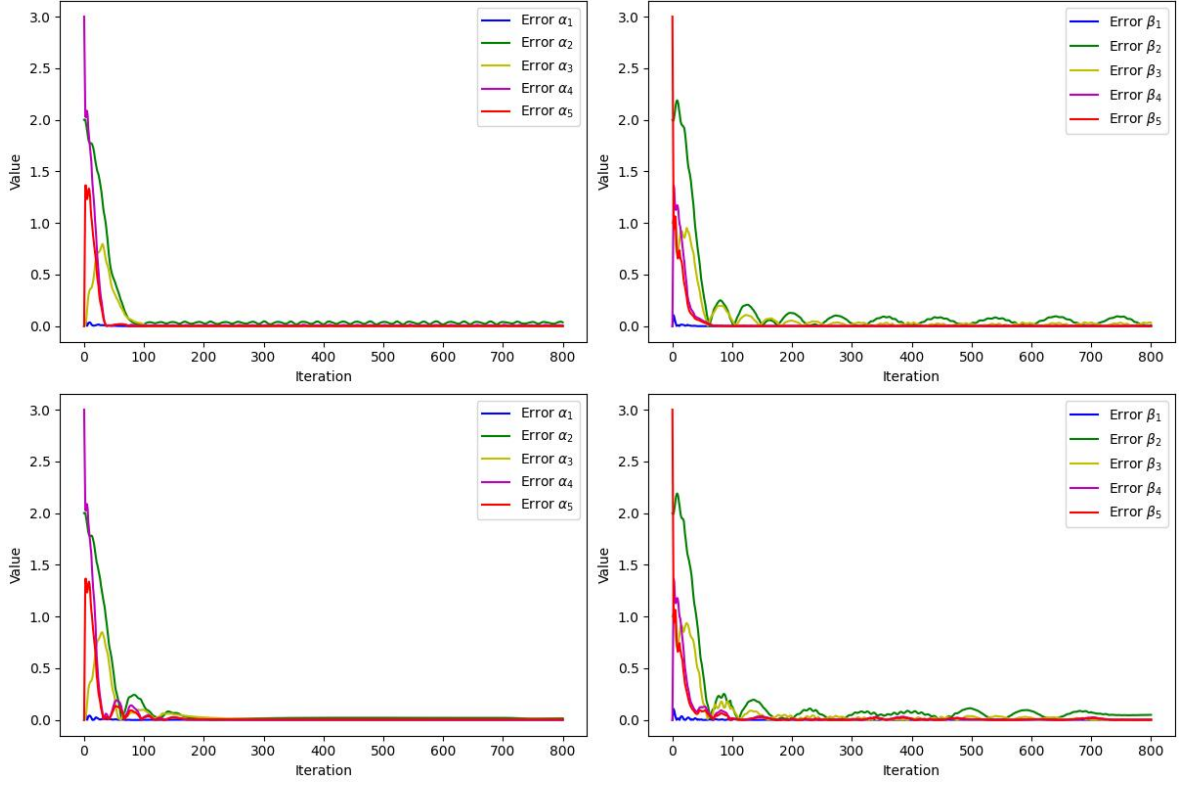 3.0
2.5
2.0
1.5
1.0
0.5
0.0
Value
0 100 200 300 400 500 600 700 800
Iteration
Error α1
Error α2
Error α3
Error α4
Error α5
3.0
2.5
2.0
1.5
1.0
0.5
0.0
Value
0 100 200 300 400 500 600 700 800
Iteration
Error β1
Error β2
Error β3
Error β4
Error β5
3.0
2.5
2.0
1.5
1.0
0.5
0.0
Value
0 100 200 300 400 500 600 700 800
Iteration
Error α1
Error α2
Error α3
Error α4
Error α5
3.0
2.5
2.0
1.5
1.0
0.5
0.0
Value
0 100 200 300 400 500 600 700 800
Iteration
Error β1
Error β2
Error β3
Error β4
Error β5